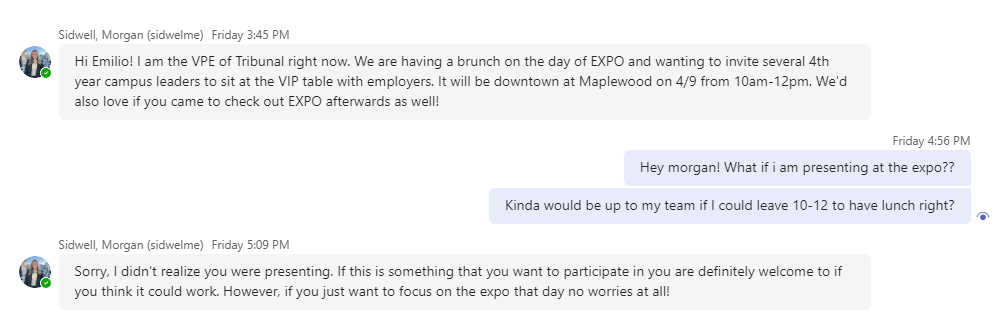 Sidwell, Morgan (sidwelme) Friday 3:45 PM
Hi Emilio! I am the VPE of Tribunal right now. We are having a brunch on the day of EXPO and wanting to invite several 4th
year campus leaders to sit at the VIP table with employers. It will be downtown at Maplewood on 4/9 from 10am-12pm. We'd
also love if you came to check out EXPO afterwards as well!
Friday 4:56 PM
Hey morgan! What if i am presenting at the expo??
Kinda would be up to my team if I could leave 10-12 to have lunch right?
Sidwell, Morgan (sidwelme) Friday 5:09 PM
Sorry, I didn't realize you were presenting. If this is something that you want to participate in you are definitely welcome to if
you think it could work. However, if you just want to focus on the expo that day no worries at all!